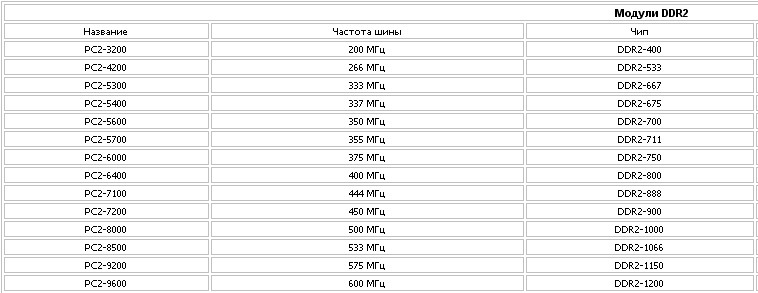 Модули DDR2
Название Частота шины Чип
PC2-3200 200 МГц DDR2-400
PC2-4200 266 МГц DDR2-533
PC2-5300 333 МГц DDR2-667
PC2-5400 337 МГц DDR2-675
PC2-5600 350 МГц DDR2-700
PC2-5700 355 МГц DDR2-711
PC2-6000 375 МГц DDR2-750
PC2-6400 400 МГц DDR2-800
PC2-7100 444 МГц DDR2-888
PC2-7200 450 МГц DDR2-900
PC2-8000 500 МГц DDR2-1000
PC2-8500 533 МГц DDR2-1066
PC2-9200 575 МГц DDR2-1150
PC2-9600 600 МГц DDR2-1200